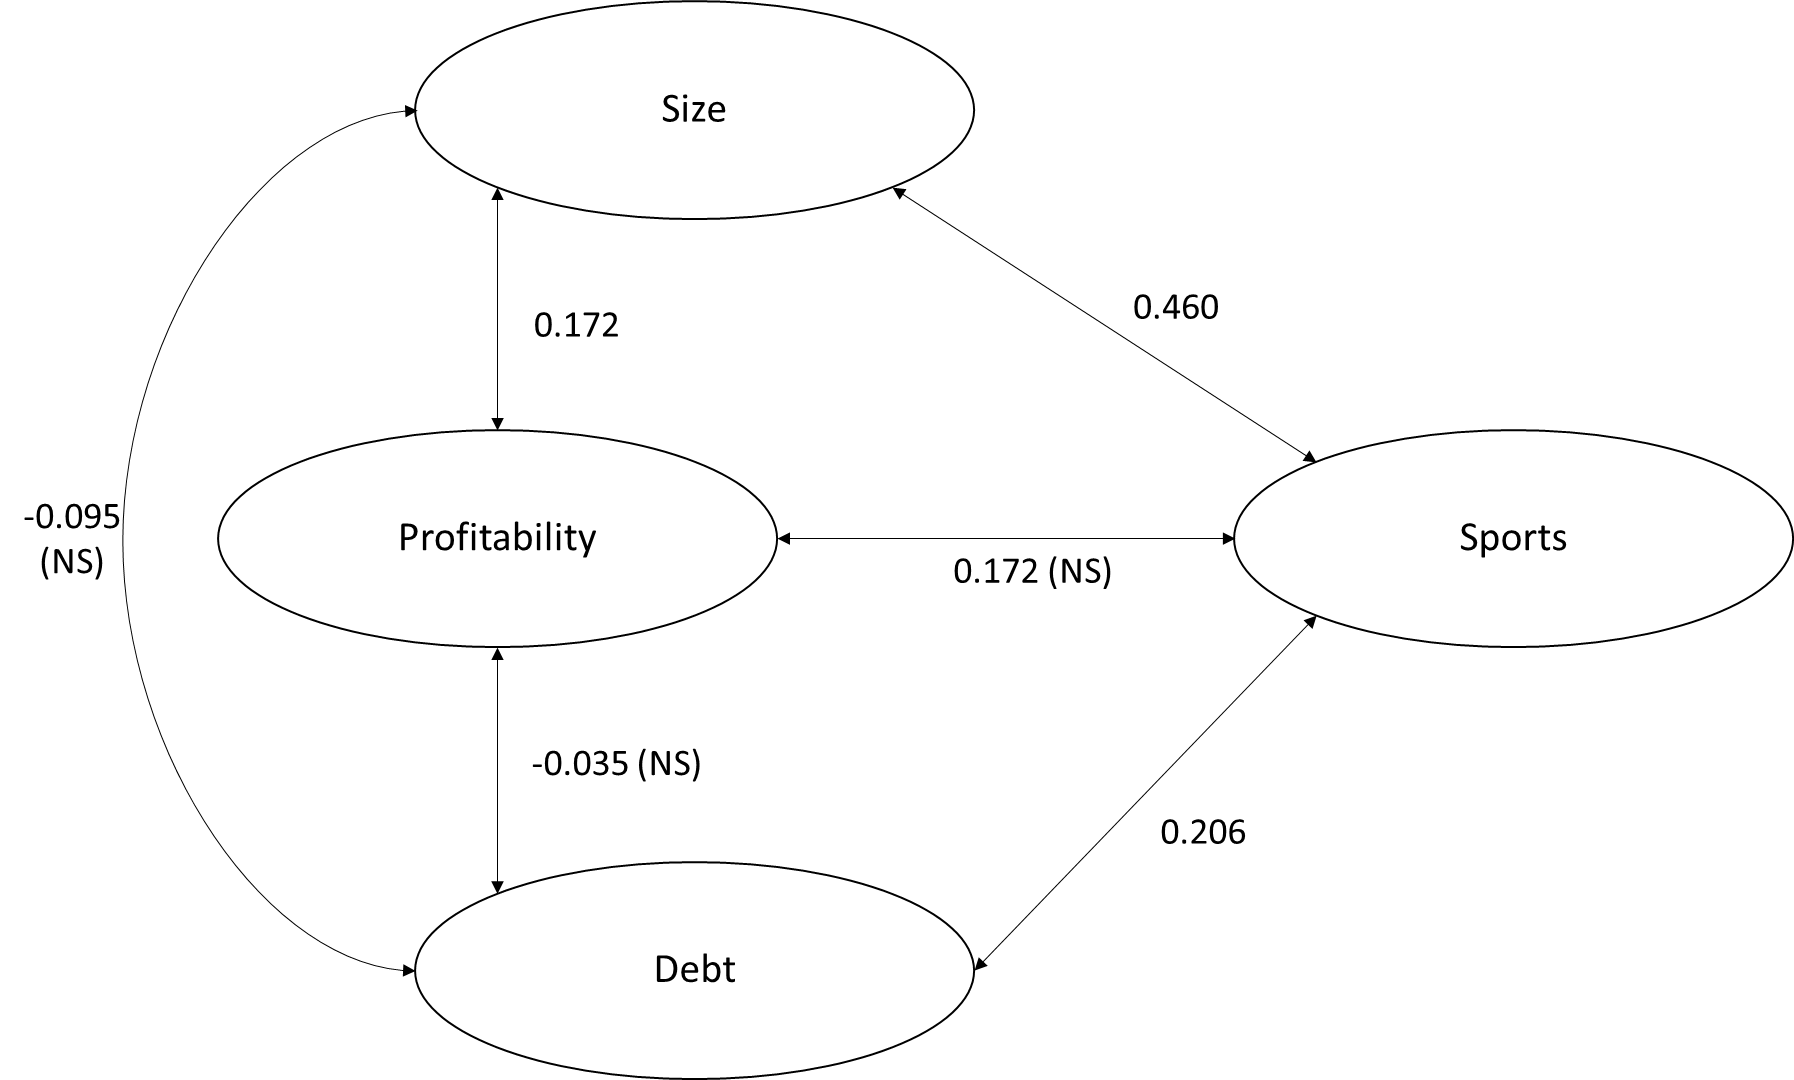 Size
0.460
0.172
-0.095
(NS)
Profitability
Sports
0.172 (NS)
-0.035 (NS)
0.206
Debt